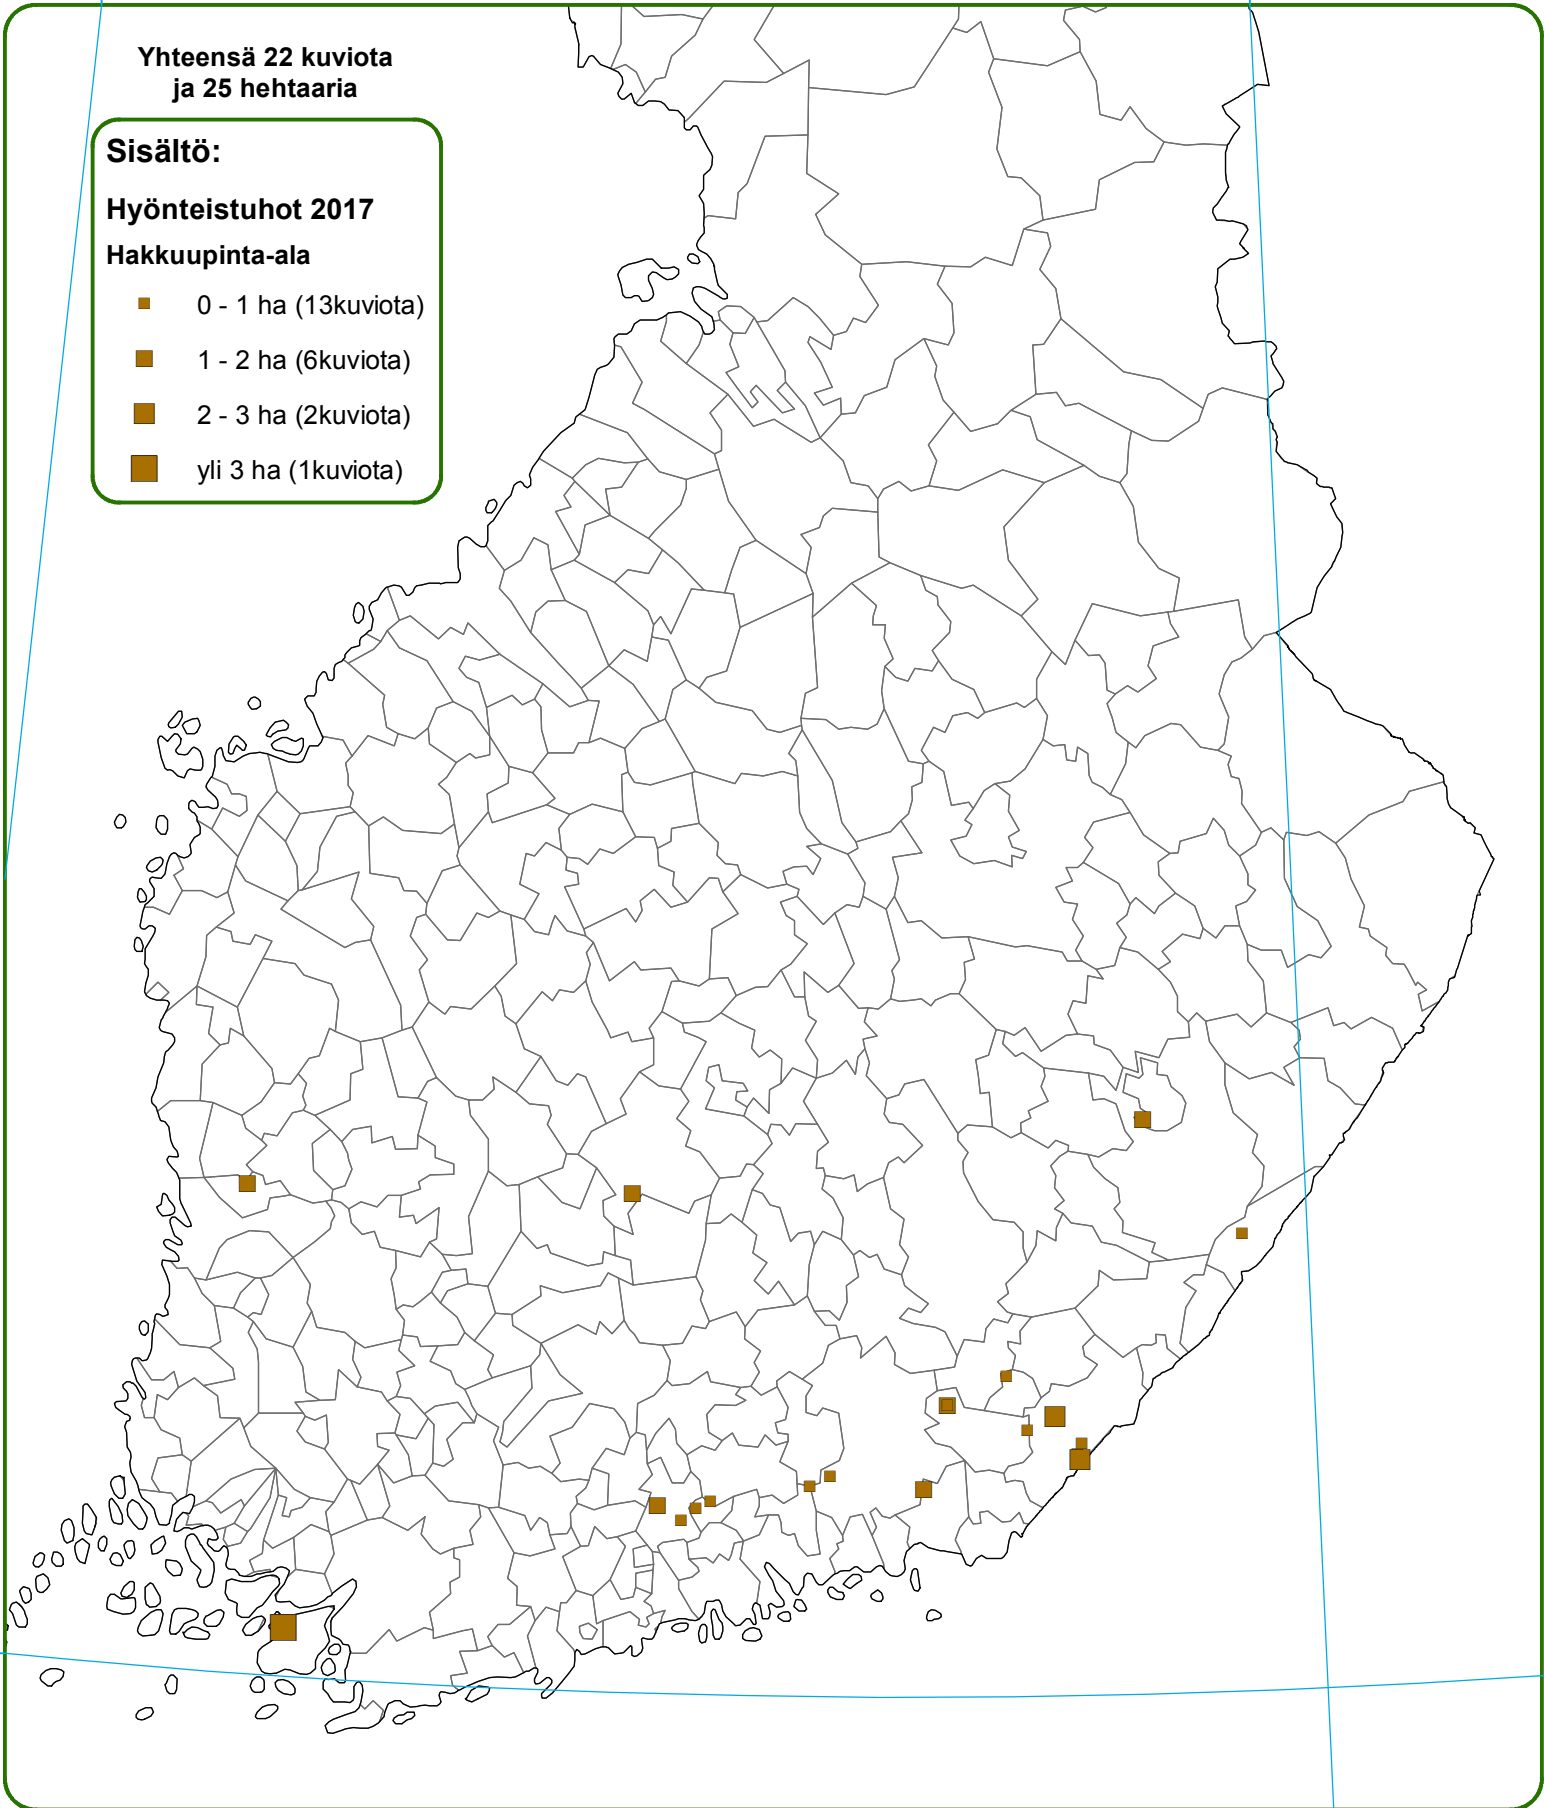 Yhteensä 22 kuviota
ja 25 hehtaaria
Sisältö:
Hyönteistuhot 2017
Hakkuupinta-ala
0 - 1 ha (13kuviota)
1 - 2 ha (6kuviota)
2 - 3 ha (2kuviota)
yli 3 ha (1kuviota)